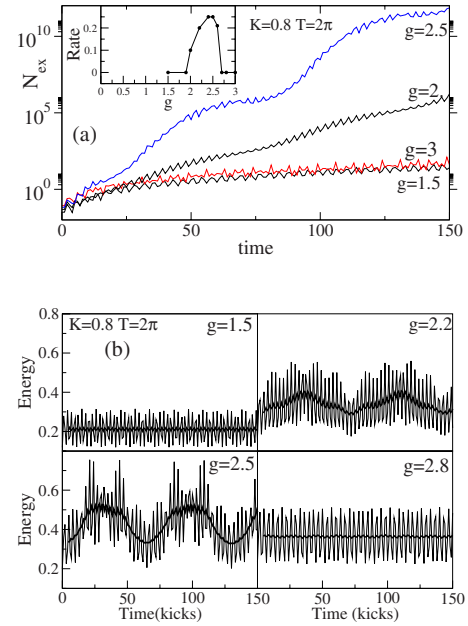 K=0.8 T=2π
g=2.5
10^10
0.2
0.1
0
Rate
0 0.5 1 1.5 2 2.5 3
g
N_ex
10^5
g=2
(a)
g=3
10^0
g=1.5
0 50 100 150
time
0.8
K=0.8 T=2π
g=1.5
g=2.2
(b)
0.6
Energy
0.4
0.2
g=2.5
g=2.8
0.6
Energy
0.4
0.2
0
0 50 100 150 0 50 100 150
Time(kicks) Time (kicks)